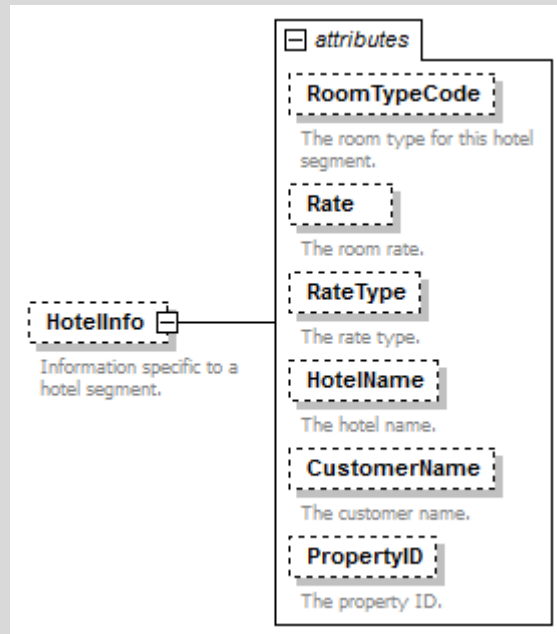 attributes
RoomTypeCode
The room type for this hotel
segment.
Rate
The room rate.
RateType
The rate type.
HotelInfo
Information specific to a
hotel segment.
HotelName
The hotel name.
CustomerName
The customer name.
PropertyID
The property ID.